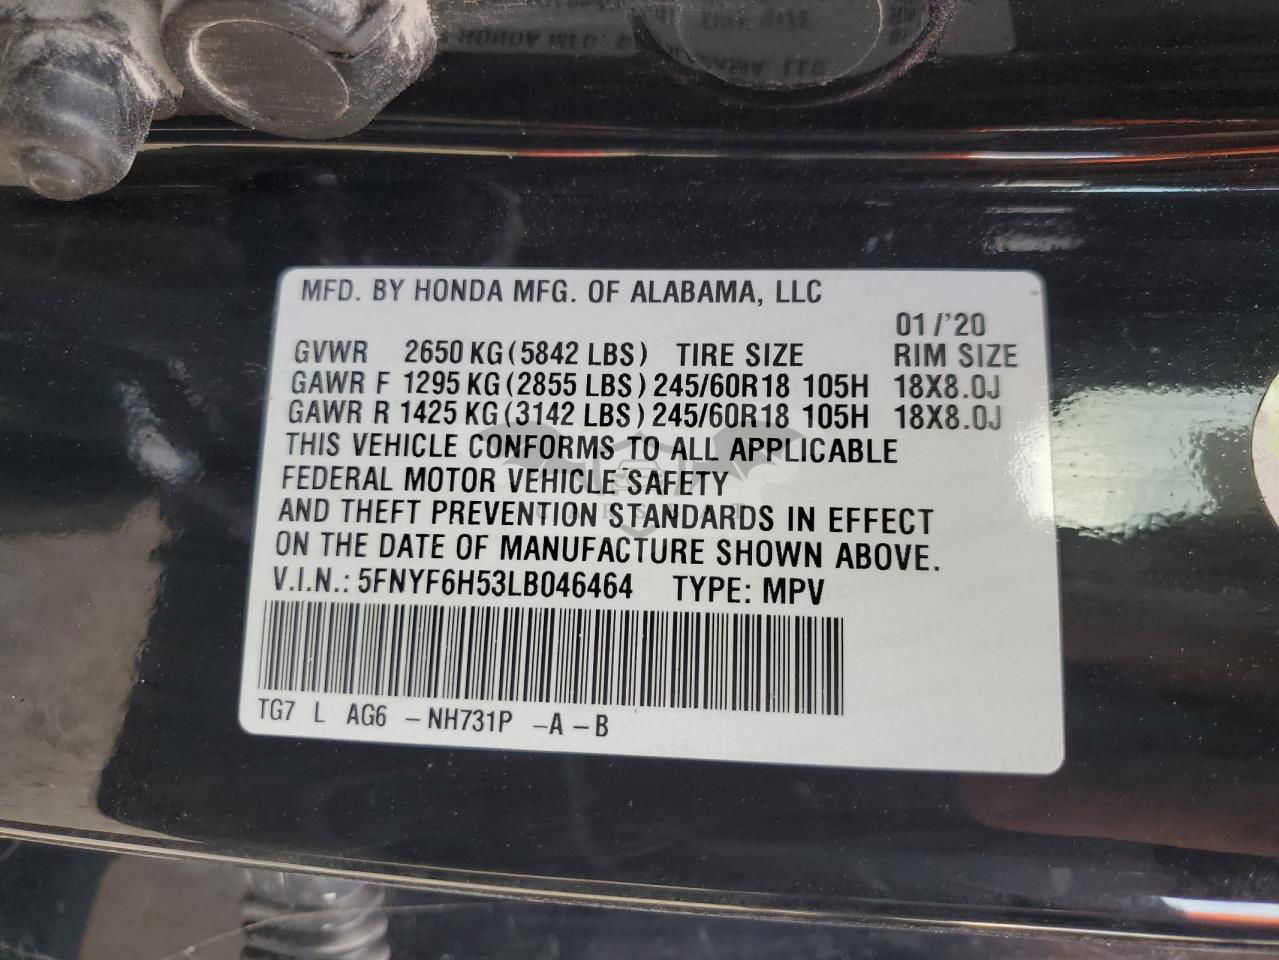 MFD. BY HONDA MFG. OF ALABAMA, LLC
01/'20
GVWR 2650 KG (5842 LBS) TIRE SIZE RIM SIZE
GAWR F 1295 KG (2855 LBS) 245/60R18 105H 18X8.0J
GAWR R 1425 KG (3142 LBS) 245/60R18 105H 18X8.0J
THIS VEHICLE CONFORMS TO ALL APPLICABLE
FEDERAL MOTOR VEHICLE SAFETY
AND THEFT PREVENTION STANDARDS IN EFFECT
ON THE DATE OF MANUFACTURE SHOWN ABOVE.
V.I.N.: 5FNYF6H53LB046464 TYPE: MPV
TG7 L AG6 -NH731P -A -B